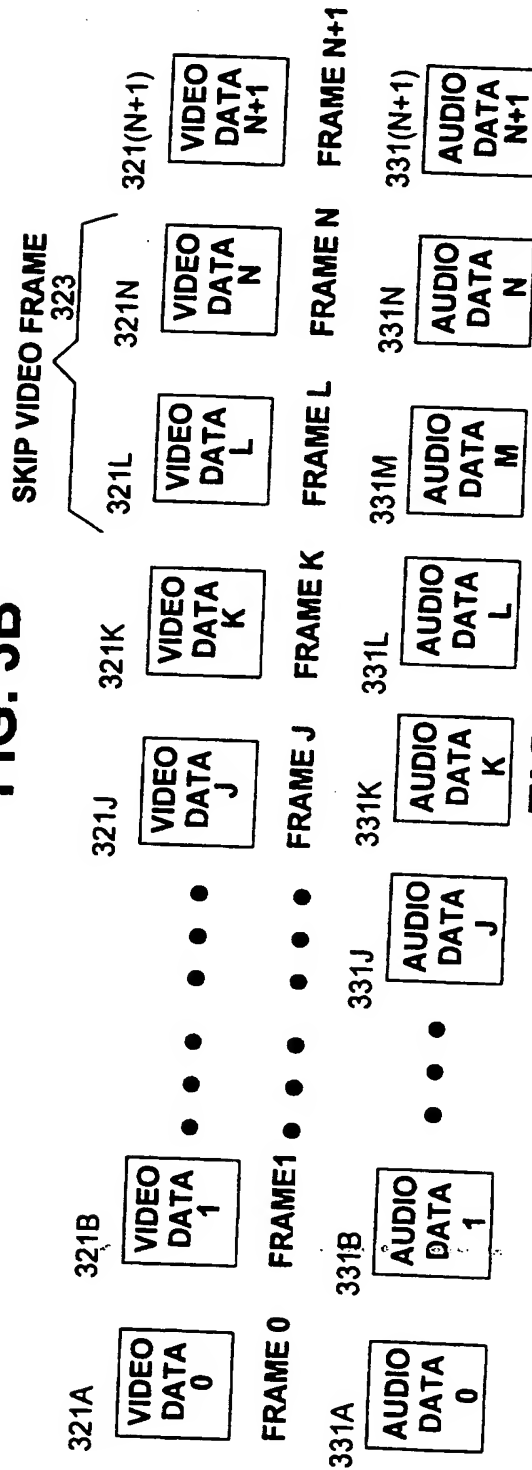 FIG. 3B
SKIP VIDEO FRAME
323
321A 321B 321J 321K 321L 321N 321(N+1)
VIDEO VIDEO VIDEO VIDEO VIDEO VIDEO VIDEO
DATA DATA DATA DATA DATA DATA DATA
0 1 J K L N N+1
FRAME 0 FRAME1 FRAME J FRAME K FRAME L FRAME N FRAME N+1
331A 331B 331J 331K 331L 331M 331N 331(N+1)
AUDIO AUDIO AUDIO AUDIO AUDIO AUDIO AUDIO AUDIO
DATA DATA DATA DATA DATA DATA DATA DATA
0 1 J K L M N N+1